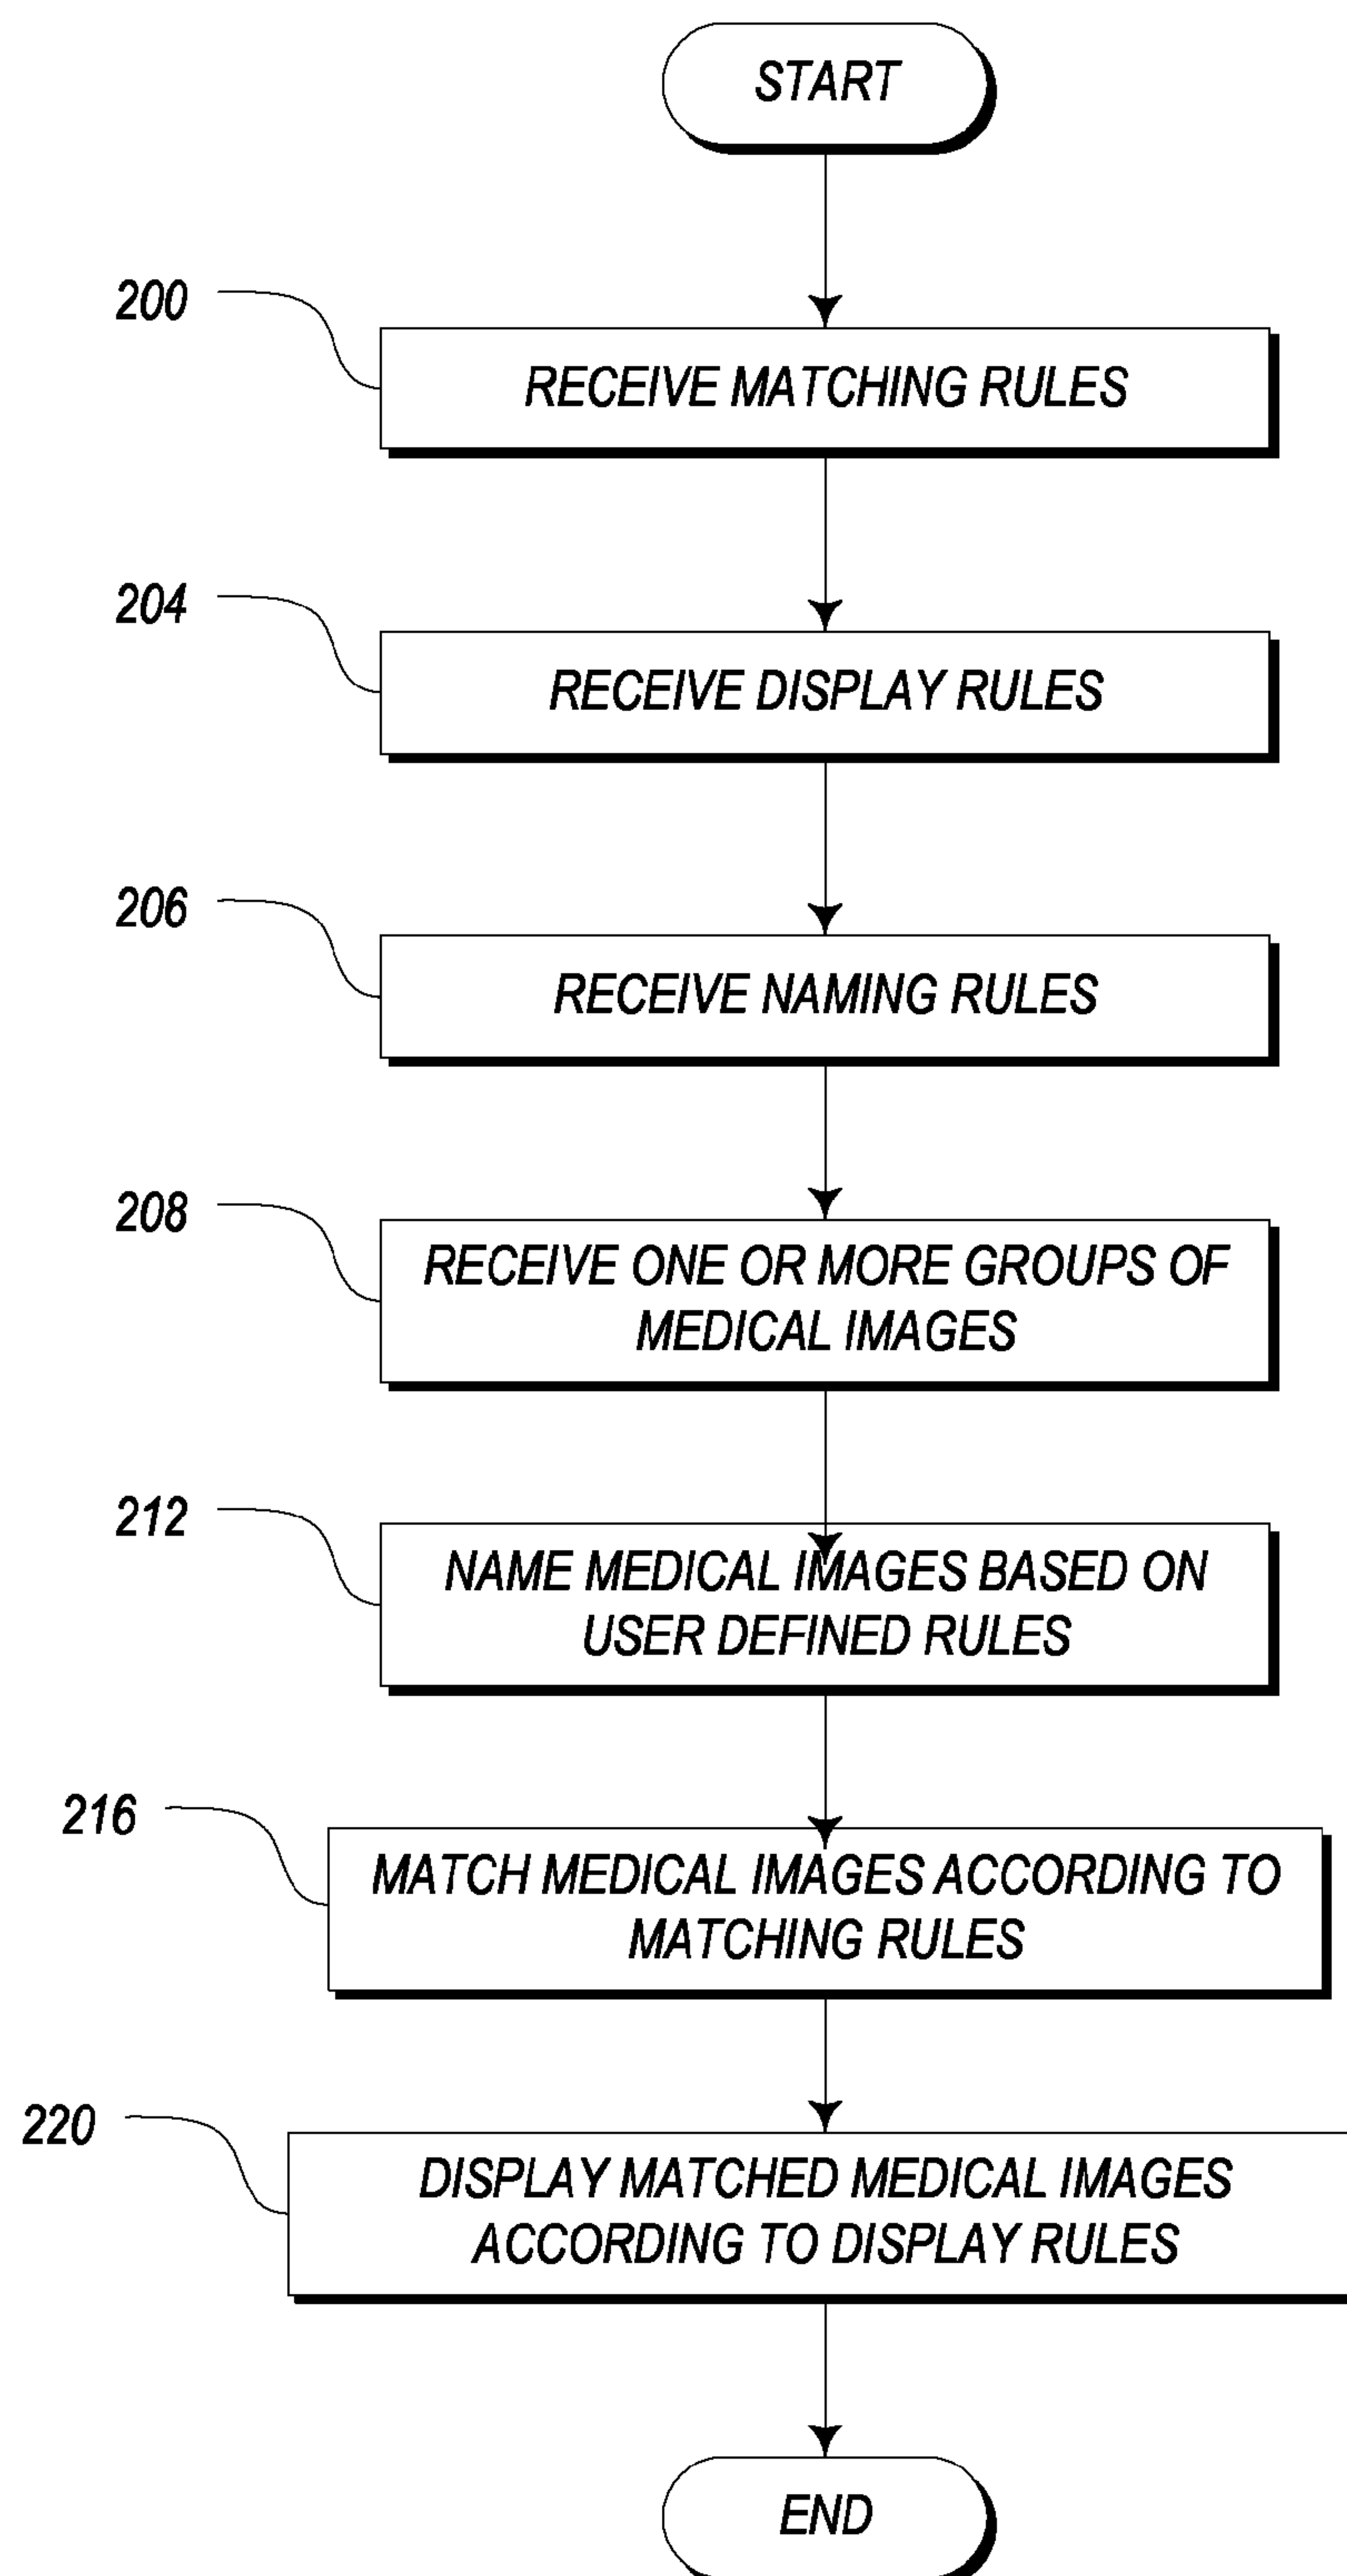 START
200
RECEIVE MATCHING RULES
204
RECEIVE DISPLAY RULES
206
RECEIVE NAMING RULES
208
RECEIVE ONE OR MORE GROUPS OF
MEDICAL IMAGES
212
NAME MEDICAL IMAGES BASED ON
USER DEFINED RULES
216
MATCH MEDICAL IMAGES ACCORDING TO
MATCHING RULES
220
DISPLAY MATCHED MEDICAL IMAGES
ACCORDING TO DISPLAY RULES
END